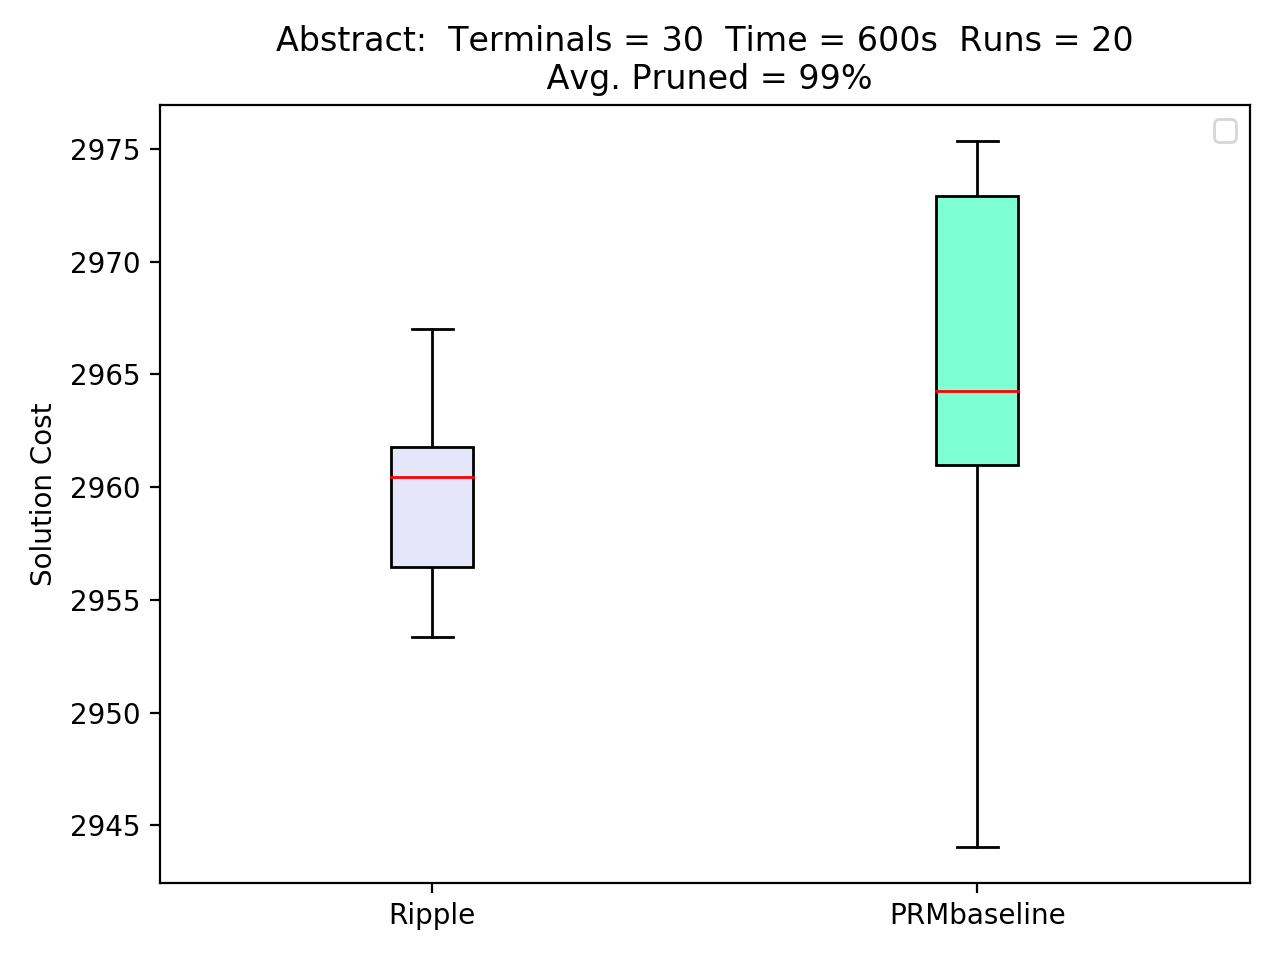 Abstract:  Terminals = 30  Time = 600s  Runs = 20
Avg. Pruned = 99%
2975
2970
2965
2960
2955
2950
2945
Solution Cost
Ripple
PRMbaseline